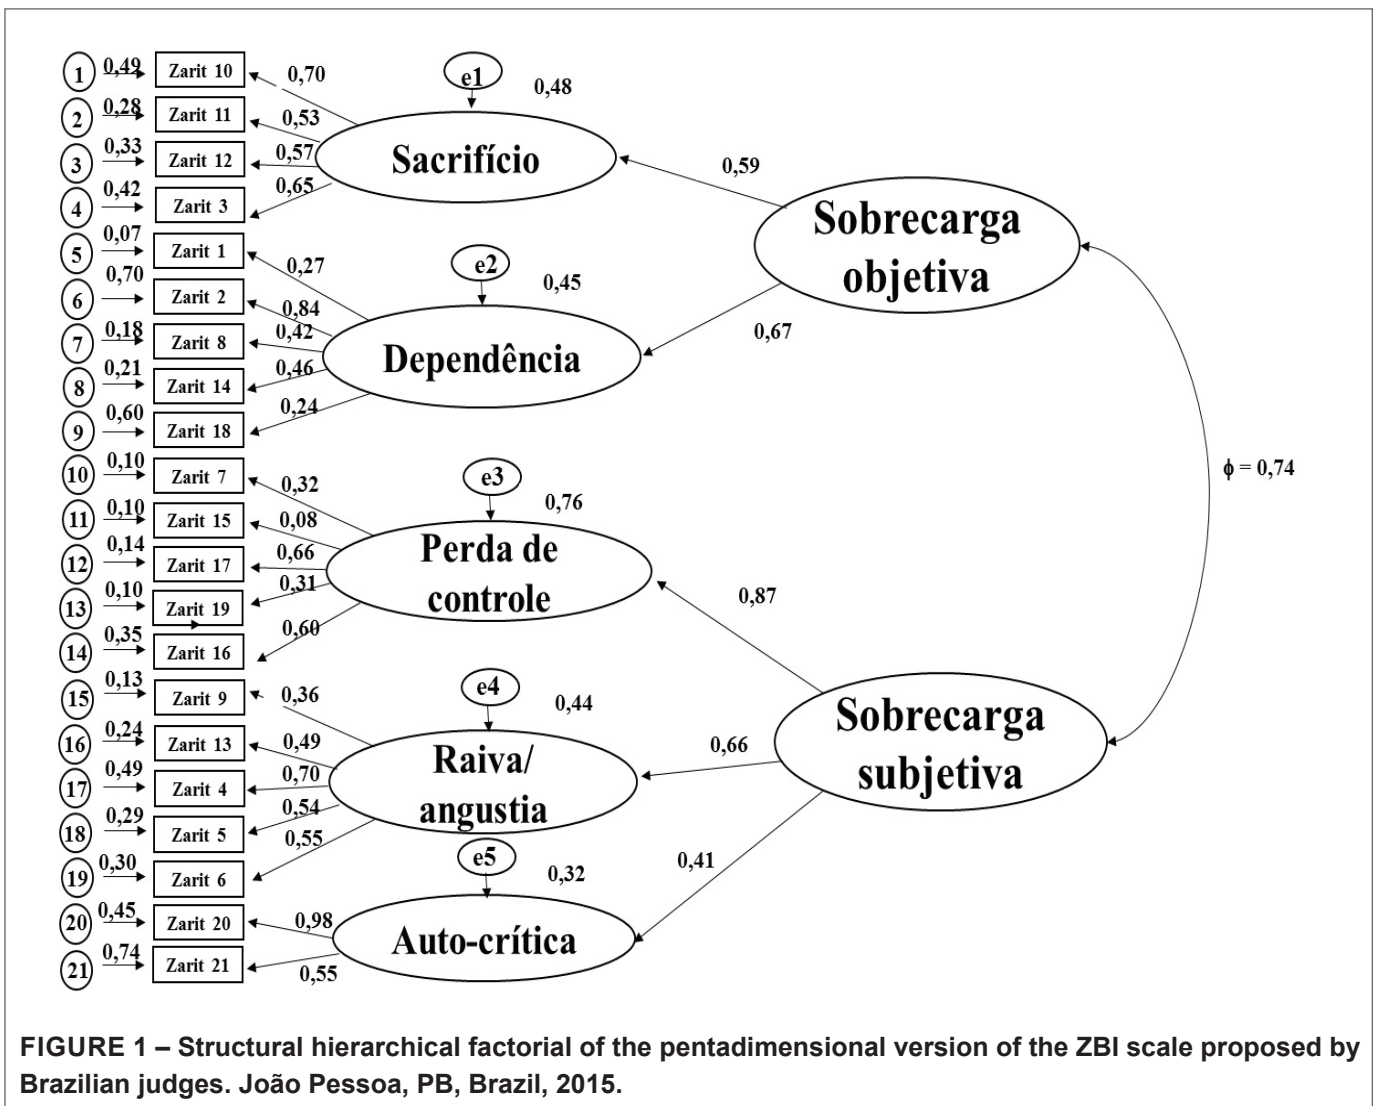 1 0,49 Zarit 10 0,70
2 0,28 Zarit 11 0,53
3 0,33 Zarit 12 0,57
4 0,42 Zarit 3 0,65
e1 0,48
Sacrifício
0,59
5 0,07 Zarit 1 0,27
6 0,70 Zarit 2 0,84
7 0,18 Zarit 8 0,42
8 0,21 Zarit 14 0,46
9 0,60 Zarit 18 0,24
e2 0,45
Dependência
0,67
Sobrecarga
objetiva
10 0,10 Zarit 7 0,32
11 0,10 Zarit 15 0,08
12 0,14 Zarit 17 0,66
13 0,10 Zarit 19 0,31
14 0,35 Zarit 16 0,60
e3 0,76
Perda de
controle
0,87
ϕ = 0,74
15 0,13 Zarit 9 0,36
16 0,24 Zarit 13 0,49
17 0,49 Zarit 4 0,70
18 0,29 Zarit 5 0,54
19 0,30 Zarit 6 0,55
e4 0,44
Raiva/
angustia
0,66
Sobrecarga
subjetiva
20 0,45 Zarit 20 0,98
21 0,74 Zarit 21 0,55
e5 0,32
Auto-crítica
0,41
FIGURE 1 – Structural hierarchical factorial of the pentadimensional version of the ZBI scale proposed by
Brazilian judges. João Pessoa, PB, Brazil, 2015.